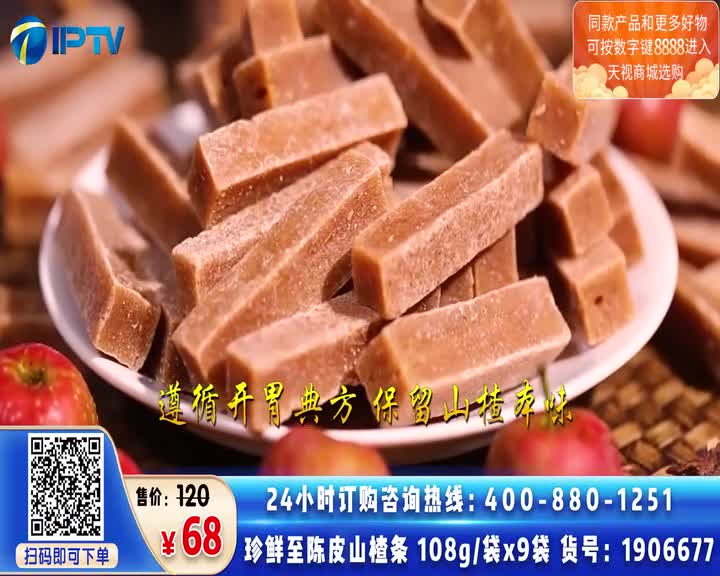 IPTV
同款产品和更多好物
可按数字键8888进入
天视商城选购
遵循开胃典方 保留山楂本味
售价: 120
¥68
24小时订购咨询热线: 400-880-1251
珍鲜至陈皮山楂条 108g/袋x9袋 货号: 1906677
扫码即可下单